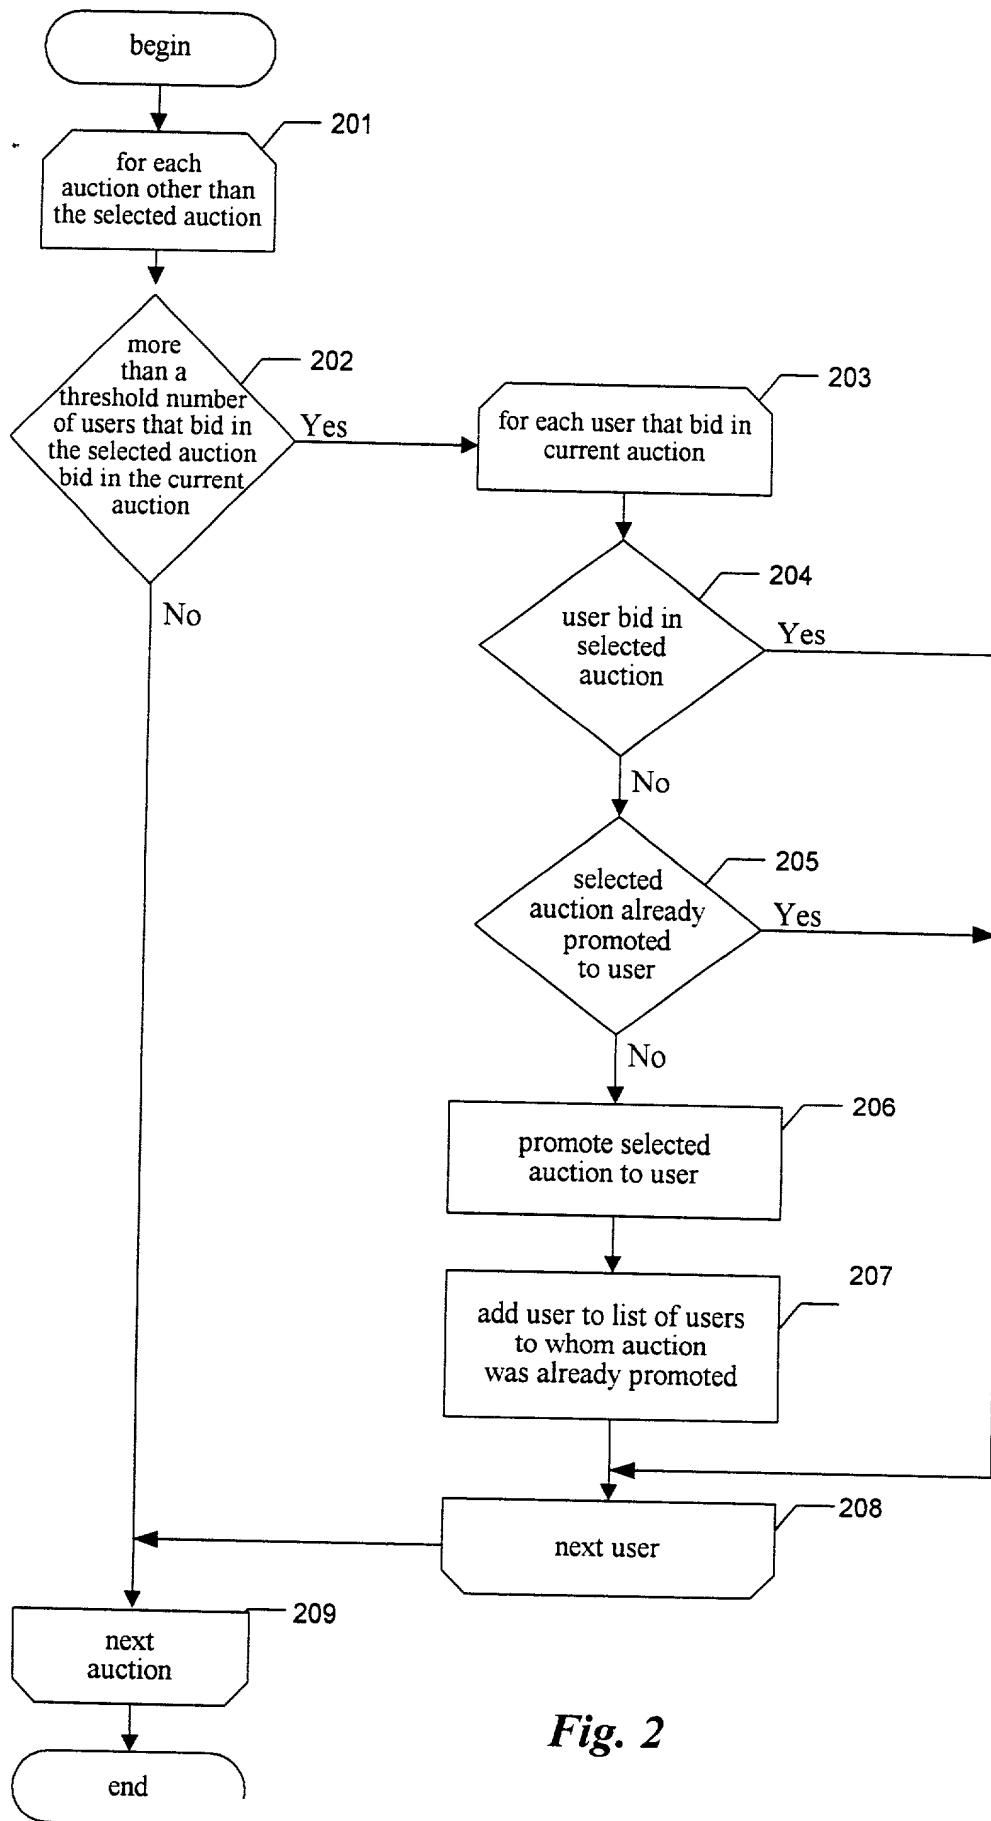 begin
201
for each
auction other than
the selected auction
more
than a
threshold number
of users that bid in
the selected auction
bid in the current
auction
202
Yes
No
203
for each user that bid in
current auction
204
user bid in
selected
auction
Yes
No
205
selected
auction already
promoted
to user
Yes
No
206
promote selected
auction to user
207
add user to list of users
to whom auction
was already promoted
208
next user
209
next
auction
end
Fig. 2